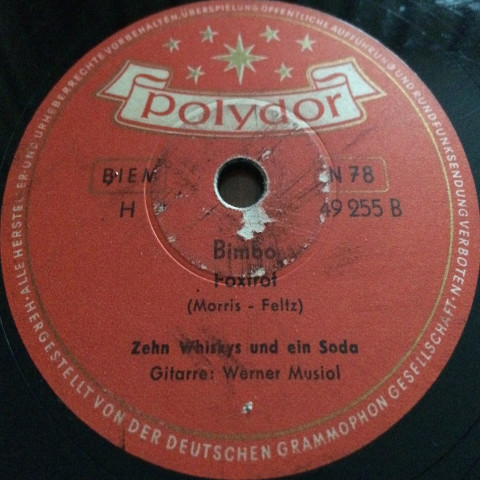 ALLE HERSTELLER-UND URHEBERRECHTE VORBEHALTEN, ÜBERSPIELUNG ÖFFENTLICHE AUFFÜHRUNG UND RUNDFUNKSENDUNG VERBOTEN
polydor
BIEM N 78
H 49 255 B
Bimbo
Foxtrot
(Morris - Feltz)
Zehn Whiskys und ein Soda
Gitarre: Werner Musiol
HERGESTELLT VON DER DEUTSCHEN GRAMMOPHON GESELLSCHAFT